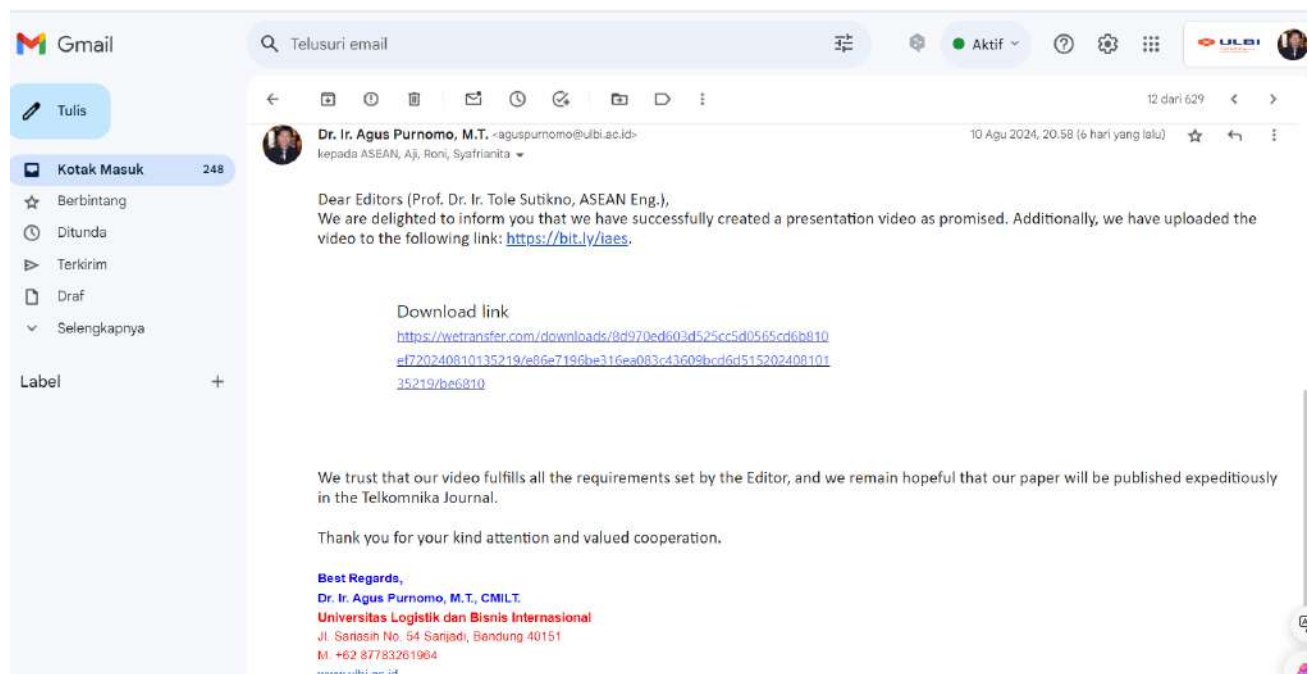 Gmail
Telusuri email
Aktif
ULBI
Tulis
12 dari 629
Dr. Ir. Agus Purnomo, M.T. <aguspurnomo@ulbi.ac.id>
10 Agu 2024, 20.58 (6 hari yang lalu)
kepada ASEAN, Aji, Roni, Syafrianita
Kotak Masuk 248
Berbintang
Ditunda
Terkirim
Draf
Selengkapnya
Label +
Dear Editors (Prof. Dr. Ir. Tole Sutikno, ASEAN Eng.),
We are delighted to inform you that we have successfully created a presentation video as promised. Additionally, we have uploaded the
video to the following link: https://bit.ly/iaes.
Download link
https://wetransfer.com/downloads/8d970ed603d525cc5d0565cd6b810
ef720240810135219/e86e7196be316ea083c43609bcd6d515202408101
35219/be6810
We trust that our video fulfills all the requirements set by the Editor, and we remain hopeful that our paper will be published expeditiously
in the Telkomnika Journal.
Thank you for your kind attention and valued cooperation.
Best Regards,
Dr. Ir. Agus Purnomo, M.T., CMILT.
Universitas Logistik dan Bisnis Internasional
Jl. Sariasih No. 54 Sarijadi, Bandung 40151
M. +62 87783261964